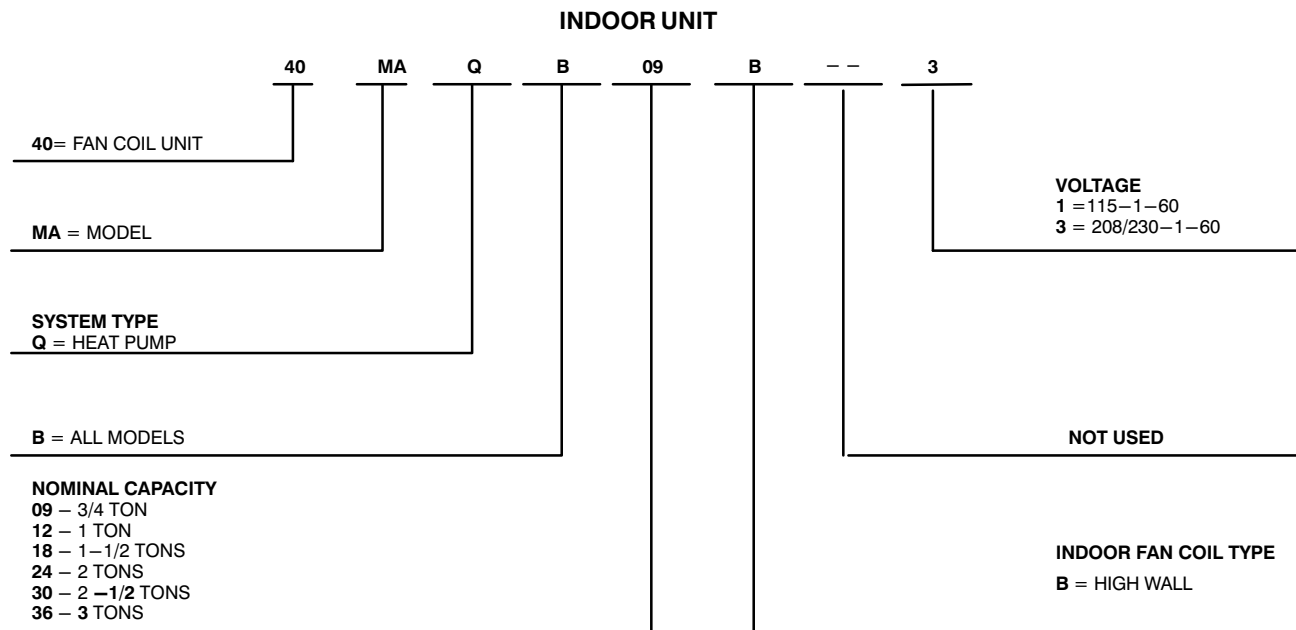 INDOOR UNIT
40 MA Q B 09 B – – 3
40= FAN COIL UNIT
MA = MODEL
SYSTEM TYPE
Q = HEAT PUMP
B = ALL MODELS
NOMINAL CAPACITY
09 – 3/4 TON
12 – 1 TON
18 – 1–1/2 TONS
24 – 2 TONS
30 – 2 –1/2 TONS
36 – 3 TONS
VOLTAGE
1 =115–1–60
3 = 208/230–1–60
NOT USED
INDOOR FAN COIL TYPE
B = HIGH WALL